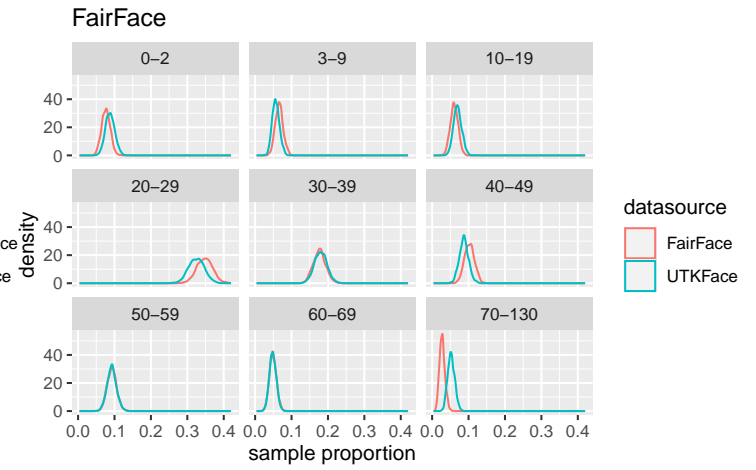 FairFace
0–2
3–9
10–19
40
20
0
20–29
30–39
40–49
40
20
0
density
ce
ce
datasource
FairFace
UTKFace
50–59
60–69
70–130
40
20
0
0.0 0.1 0.2 0.3 0.4 0.0 0.1 0.2 0.3 0.4 0.0 0.1 0.2 0.3 0.4
sample proportion